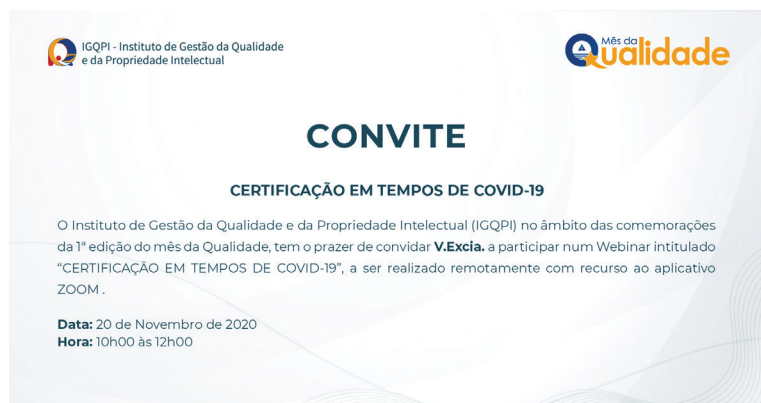 IGQPI - Instituto de Gestão da Qualidade
e da Propriedade Intelectual
Mês da
Qualidade
CONVITE
CERTIFICAÇÃO EM TEMPOS DE COVID-19
O Instituto de Gestão da Qualidade e da Propriedade Intelectual (IGQPI) no âmbito das comemorações
da 1ª edição do mês da Qualidade, tem o prazer de convidar V.Excia. a participar num Webinar intitulado
“CERTIFICAÇÃO EM TEMPOS DE COVID-19”, a ser realizado remotamente com recurso ao aplicativo
ZOOM .
Data: 20 de Novembro de 2020
Hora: 10h00 às 12h00